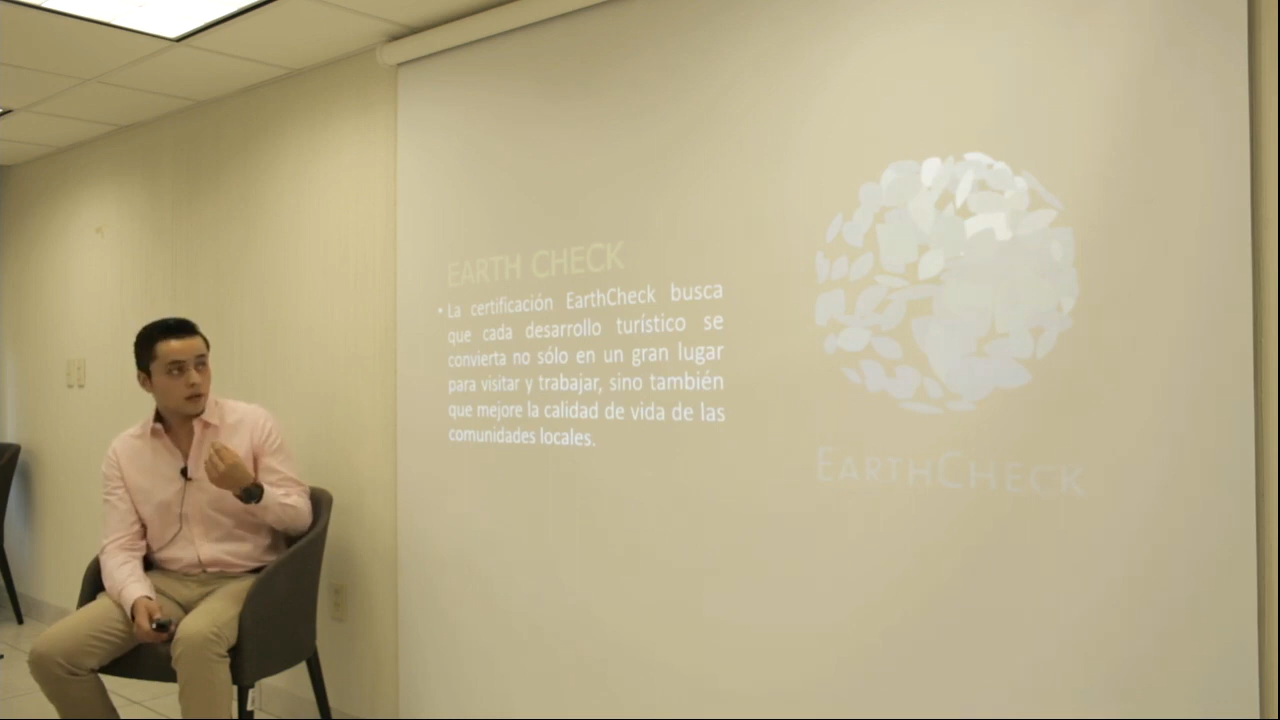 EARTH CHECK
• La certificación EarthCheck busca
que cada desarrollo turístico se
convierta no sólo en un gran lugar
para visitar y trabajar, sino también
que mejore la calidad de vida de las
comunidades locales.
EARTHCHECK